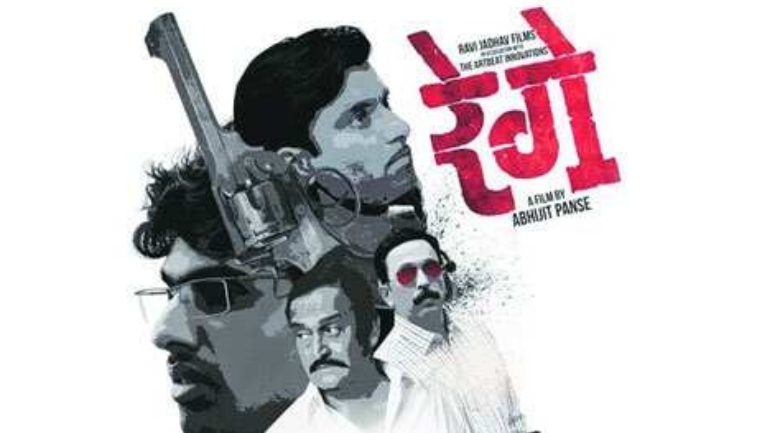 RAVI JADHAV FILMS
IN ASSOCIATION WITH
THE ARTBEAT INNOVATIONS
रेगे
A FILM BY
ABHIJIT PANSE